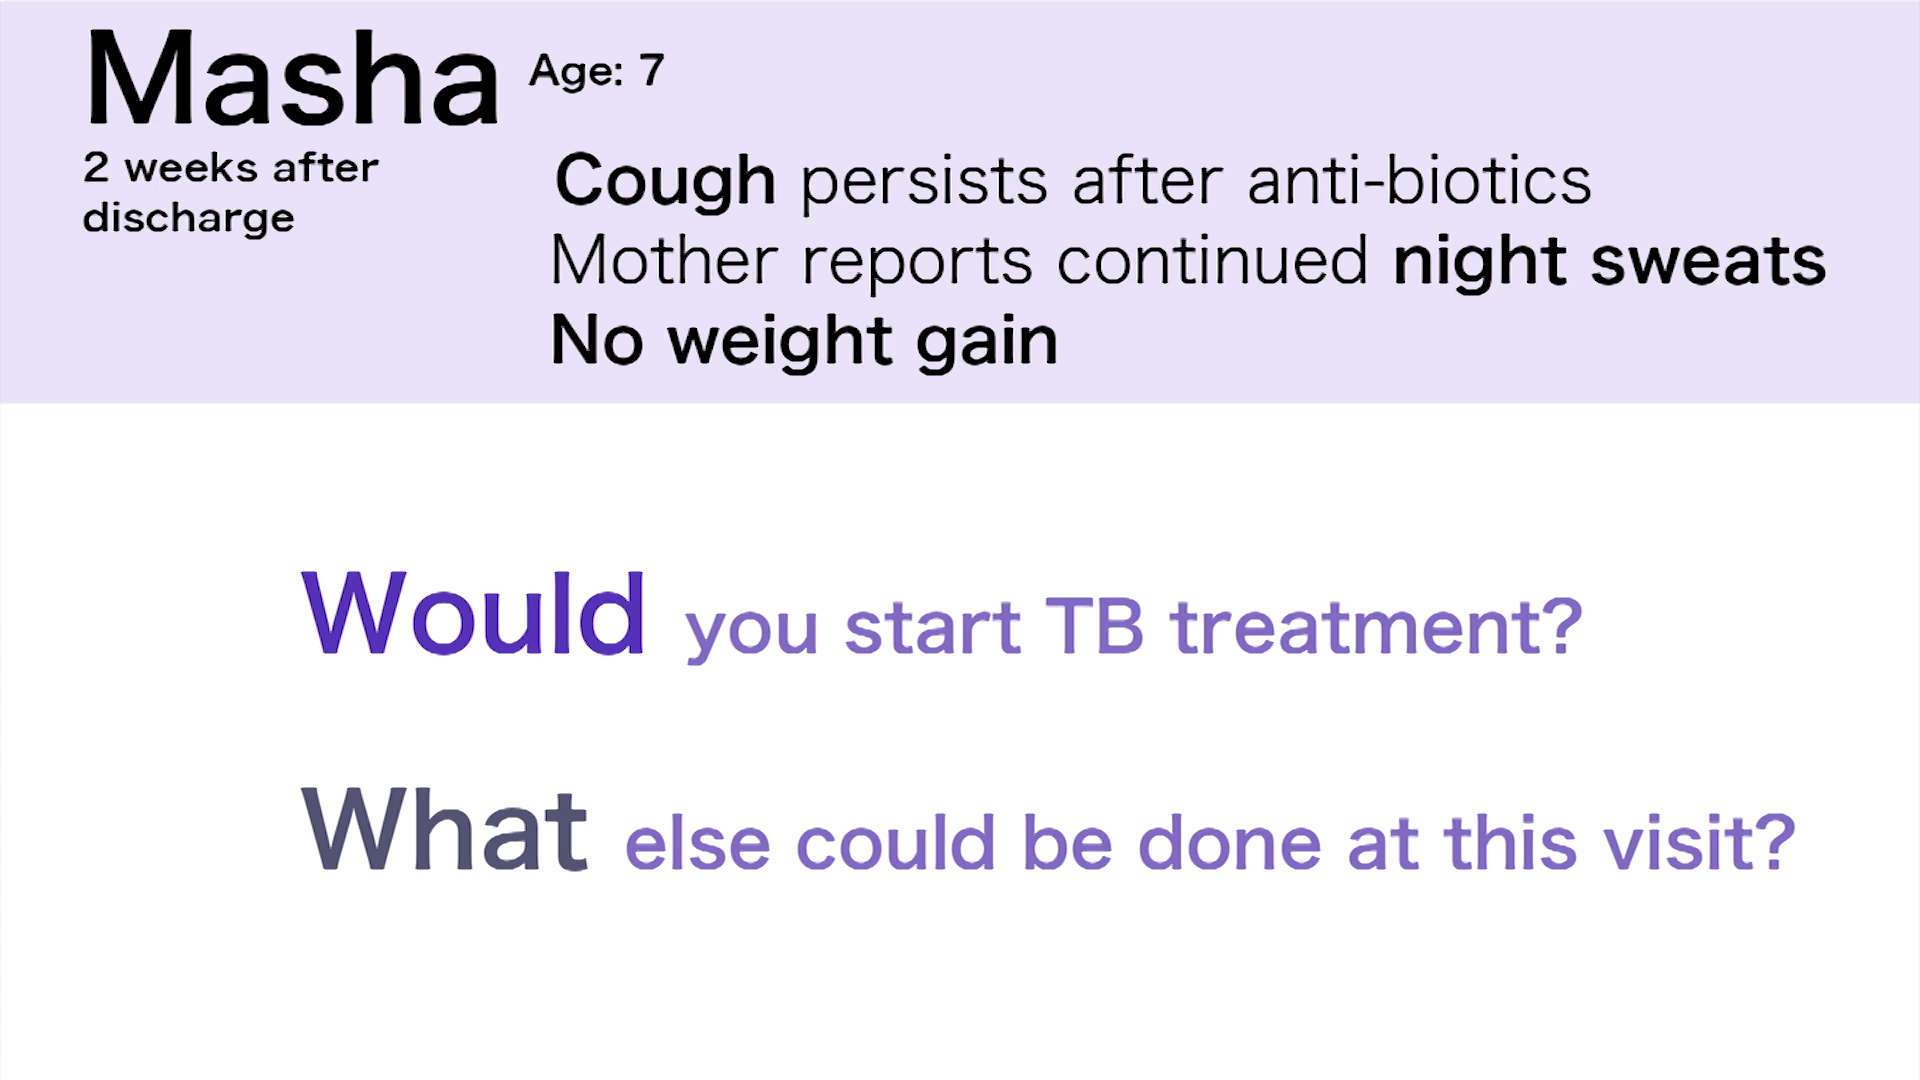 Masha Age: 7
2 weeks after
discharge
Cough persists after anti-biotics
Mother reports continued night sweats
No weight gain
Would you start TB treatment?
What else could be done at this visit?